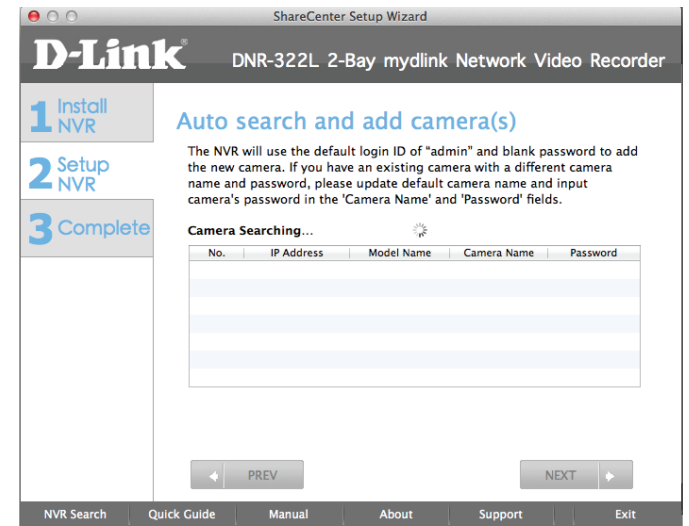 ShareCenter Setup Wizard
D-Link®
DNR-322L 2-Bay mydlink Network Video Recorder
1 Install NVR
2 Setup NVR
3 Complete
Auto search and add camera(s)
The NVR will use the default login ID of "admin" and blank password to add
the new camera. If you have an existing camera with a different camera
name and password, please update default camera name and input
camera's password in the 'Camera Name' and 'Password' fields.
Camera Searching...
No. IP Address Model Name Camera Name Password
PREV NEXT
NVR Search Quick Guide Manual About Support Exit